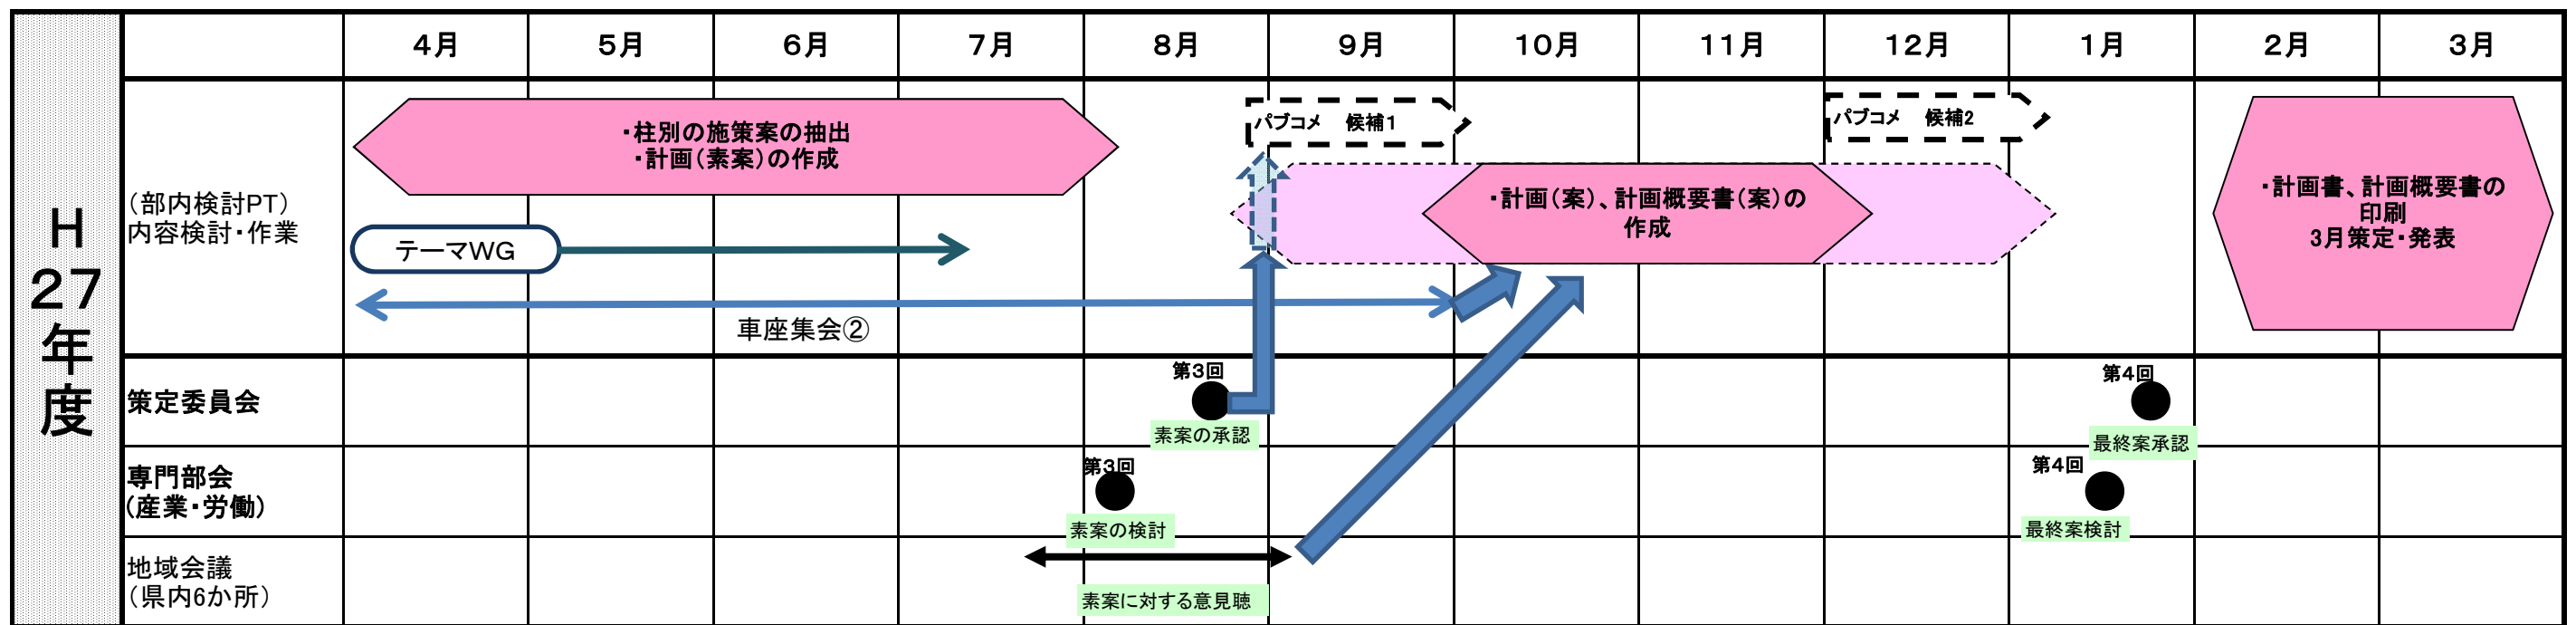 H
27
年
度
4月 5月 6月 7月 8月 9月 10月 11月 12月 1月 2月 3月
（部内検討PT）
内容検討・作業
・柱別の施策案の抽出
・計画（素案）の作成
パブコメ 候補1
パブコメ 候補2
・計画（案）、計画概要書（案）の
作成
・計画書、計画概要書の
印刷
3月策定・発表
テーマWG
車座集会②
策定委員会
第3回
素案の承認
第4回
最終案承認
専門部会
（産業・労働）
第3回
素案の検討
第4回
最終案検討
地域会議
（県内6か所）
素案に対する意見聴